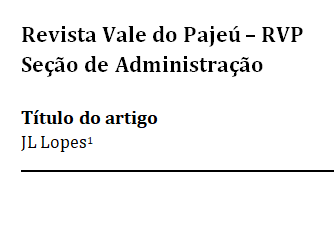 Revista Vale do Pajeú – RVP
Seção de Administração
Título do artigo
JL Lopes¹